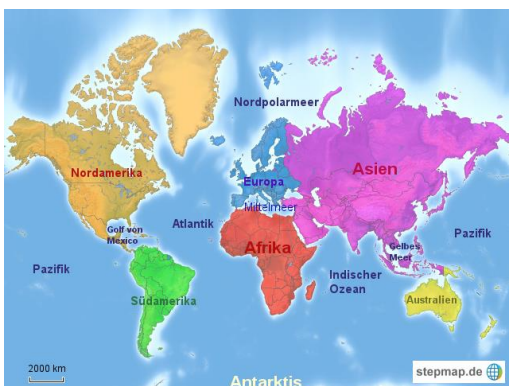 Nordpolarmeer
Asien
Nordamerika
Europa
Mittelmeer
Atlantik
Golf von
Mexico
Pazifik
Afrika
Gelbes
Meer
Pazifik
Indischer
Ozean
Südamerika
Australien
2000 km
stepmap.de
Antarktis